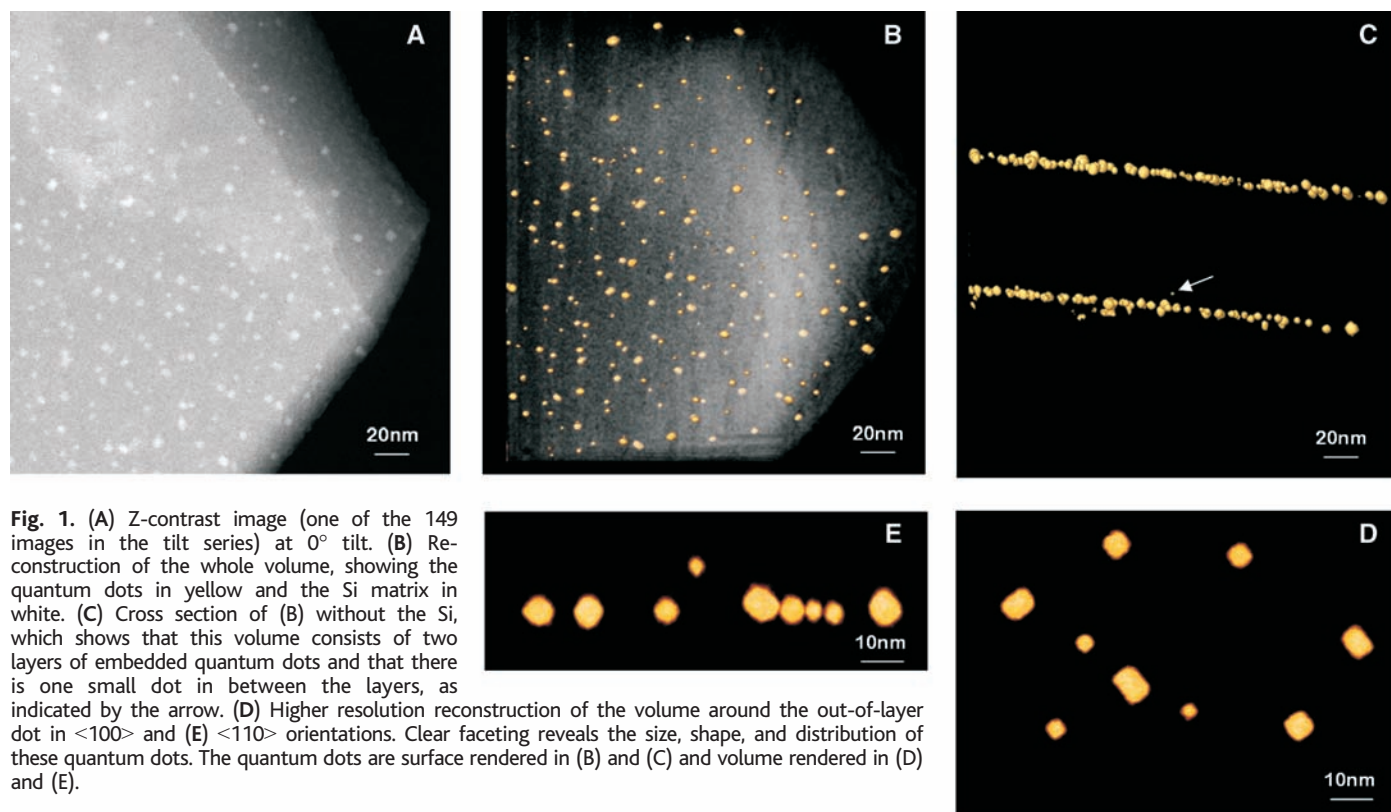 A
20nm
B
20nm
C
20nm
Fig. 1. (A) Z-contrast image (one of the 149
images in the tilt series) at 0° tilt. (B) Re-
construction of the whole volume, showing the
quantum dots in yellow and the Si matrix in
white. (C) Cross section of (B) without the Si,
which shows that this volume consists of two
layers of embedded quantum dots and that there
is one small dot in between the layers, as
indicated by the arrow. (D) Higher resolution reconstruction of the volume around the out-of-layer
dot in <100> and (E) <110> orientations. Clear faceting reveals the size, shape, and distribution of
these quantum dots. The quantum dots are surface rendered in (B) and (C) and volume rendered in (D)
and (E).
E
10nm
D
10nm